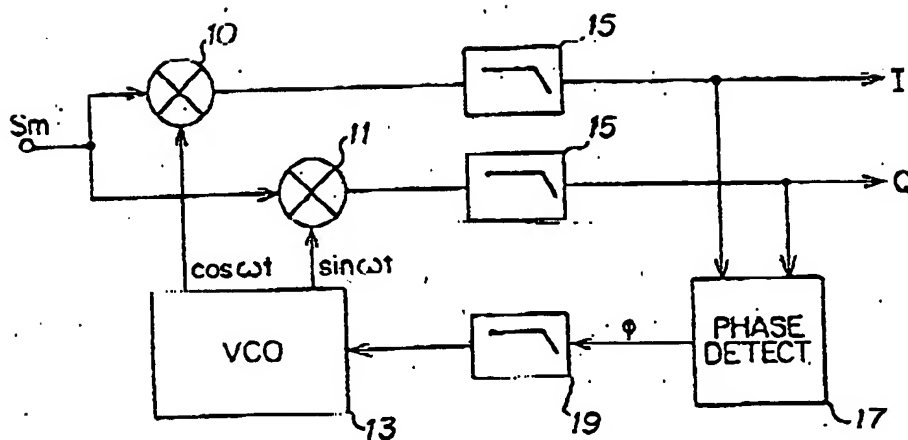 10
15
I
Sm
11
15
Q
cosωt
sinωt
VCO
φ
PHASE
DETECT.
13
19
17